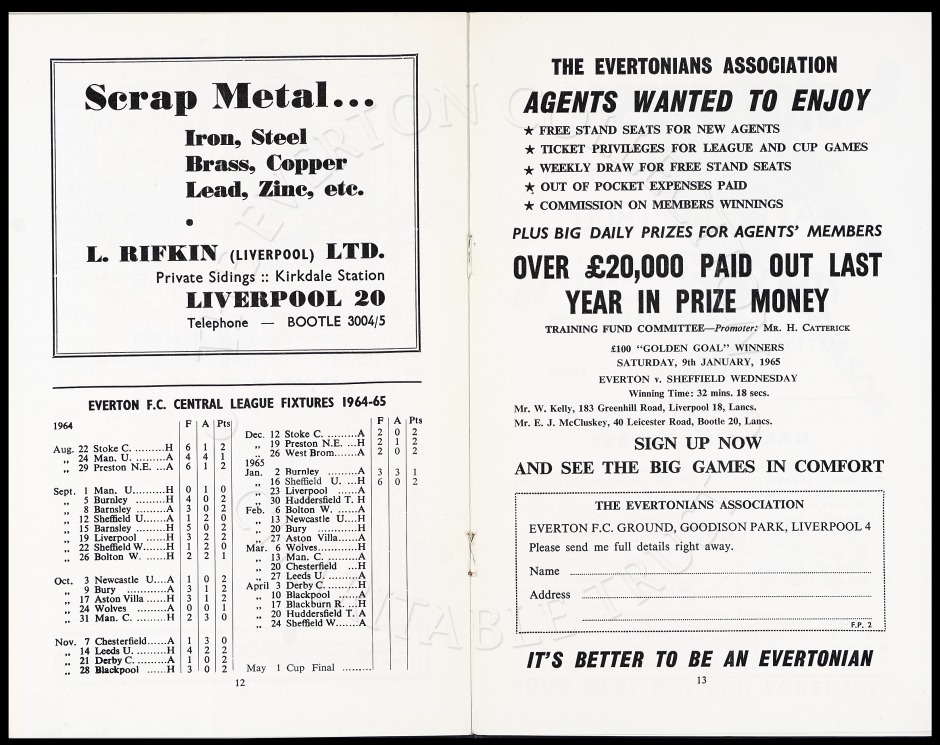 Scrap Metal...
Iron, Steel
Brass, Copper
Lead, Zinc, etc.
L. RIFKIN (LIVERPOOL) LTD.
Private Sidings :: Kirkdale Station
LIVERPOOL 20
Telephone — BOOTLE 3004/5
EVERTON F.C. CENTRAL LEAGUE FIXTURES 1964-65
1964 F A Pts
Aug. 22 Stoke C. ........H 6 1 2
,, 24 Man. U. .........A 4 4 1
,, 29 Preston N.E. ...A 6 1 2
Sept. 1 Man. U..........H 0 1 0
,, 5 Burnley .........H 4 0 2
,, 8 Barnsley .........A 3 0 2
,, 12 Sheffield U.......A 1 2 0
,, 15 Barnsley .........H 5 0 2
,, 19 Liverpool ......H 3 2 2
,, 22 Sheffield W......H 1 2 0
,, 26 Bolton W. ......H 2 2 1
Oct. 3 Newcastle U....A 1 0 2
,, 9 Bury ............A 3 1 2
,, 17 Aston Villa ......H 3 1 2
,, 24 Wolves .........A 0 0 1
,, 31 Man. C. .........H 2 3 0
Nov. 7 Chesterfield......A 1 3 0
,, 14 Leeds U. .........H 4 2 2
,, 21 Derby C. .........A 1 0 2
,, 28 Blackpool ......H 3 0 2
F A Pts
Dec. 12 Stoke C. .........A 2 0 2
,, 19 Preston N.E. ...H 2 1 2
,, 26 West Brom......A 2 0 2
1965
Jan. 2 Burnley .........A 3 3 1
,, 16 Sheffield U. ...H 6 0 2
,, 23 Liverpool ......A
,, 30 Huddersfield T. H
Feb. 6 Bolton W. ......A
,, 13 Newcastle U....H
,, 20 Bury ............H
,, 27 Aston Villa......A
Mar. 6 Wolves............H
,, 13 Man. C. .........A
,, 20 Chesterfield ...H
,, 27 Leeds U. .........A
April 3 Derby C. .........H
,, 10 Blackpool ......A
,, 17 Blackburn R. ...H
,, 20 Huddersfield T. A
,, 24 Sheffield W.......A
May 1 Cup Final .........
12
THE EVERTONIANS ASSOCIATION
AGENTS WANTED TO ENJOY
★ FREE STAND SEATS FOR NEW AGENTS
★ TICKET PRIVILEGES FOR LEAGUE AND CUP GAMES
★ WEEKLY DRAW FOR FREE STAND SEATS
★ OUT OF POCKET EXPENSES PAID
★ COMMISSION ON MEMBERS WINNINGS
PLUS BIG DAILY PRIZES FOR AGENTS' MEMBERS
OVER £20,000 PAID OUT LAST
YEAR IN PRIZE MONEY
TRAINING FUND COMMITTEE—Promoter: MR. H. CATTERICK
£100 "GOLDEN GOAL" WINNERS
SATURDAY, 9th JANUARY, 1965
EVERTON v. SHEFFIELD WEDNESDAY
Winning Time: 32 mins. 18 secs.
Mr. W. Kelly, 183 Greenhill Road, Liverpool 18, Lancs.
Mr. E. J. McCluskey, 40 Leicester Road, Bootle 20, Lancs.
SIGN UP NOW
AND SEE THE BIG GAMES IN COMFORT
THE EVERTONIANS ASSOCIATION
EVERTON F.C. GROUND, GOODISON PARK, LIVERPOOL 4
Please send me full details right away.
Name
Address
F.P. 2
IT'S BETTER TO BE AN EVERTONIAN
13